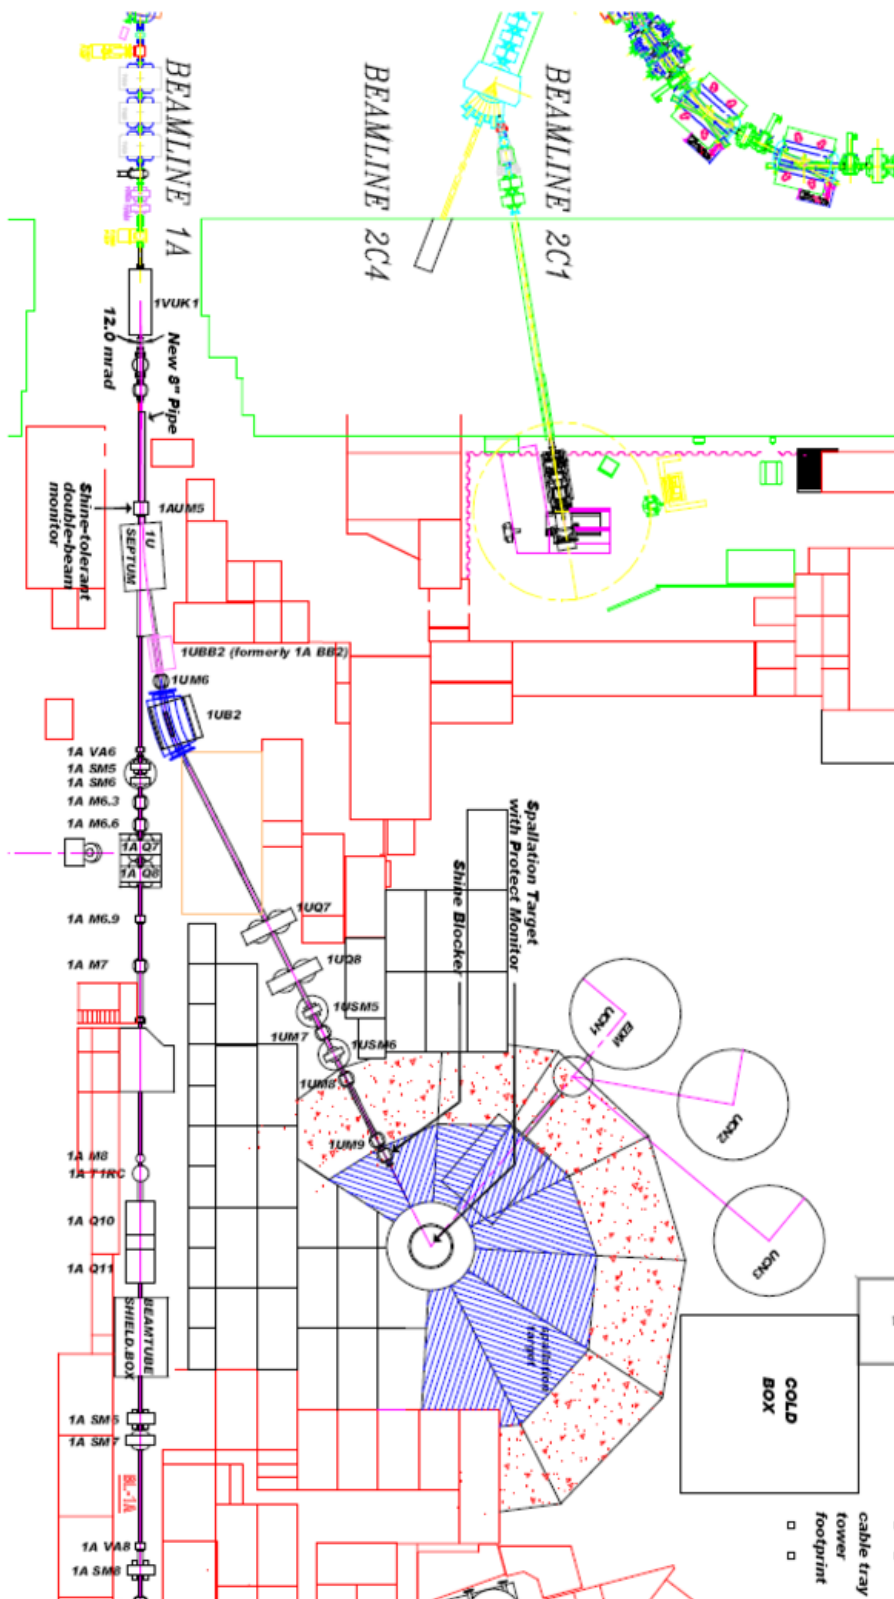 BEAMLINE 1A
BEAMLINE 2C4
BEAMLINE 2C1
1VUK1
12.0 mrad
New 8" Pipe
Shine-tolerant
double-beam
monitor
1AUM5
1U
SEPTUM
1UBB2 (formerly 1A BB2)
1UM6
1UB2
1A VA6
1A SM5
1A SM6
1A M6.3
1A M6.6
1A Q7
1A Q8
1A M6.9
1A M7
Spallation Target
with Protect Monitor
Shine Blocker
1UQ7
1UQ8
1USM5
1UM7
1USM6
1UM8
1UM9
UCN1
EDM
UCN2
UCN3
1A M8
1A T1RC
1A Q10
1A Q11
BEAMTUBE
SHIELD.BOX
spallation
target
COLD
BOX
1A SM6
1A SM7
BL-1A
1A VA8
1A SM8
cable tray
tower
footprint